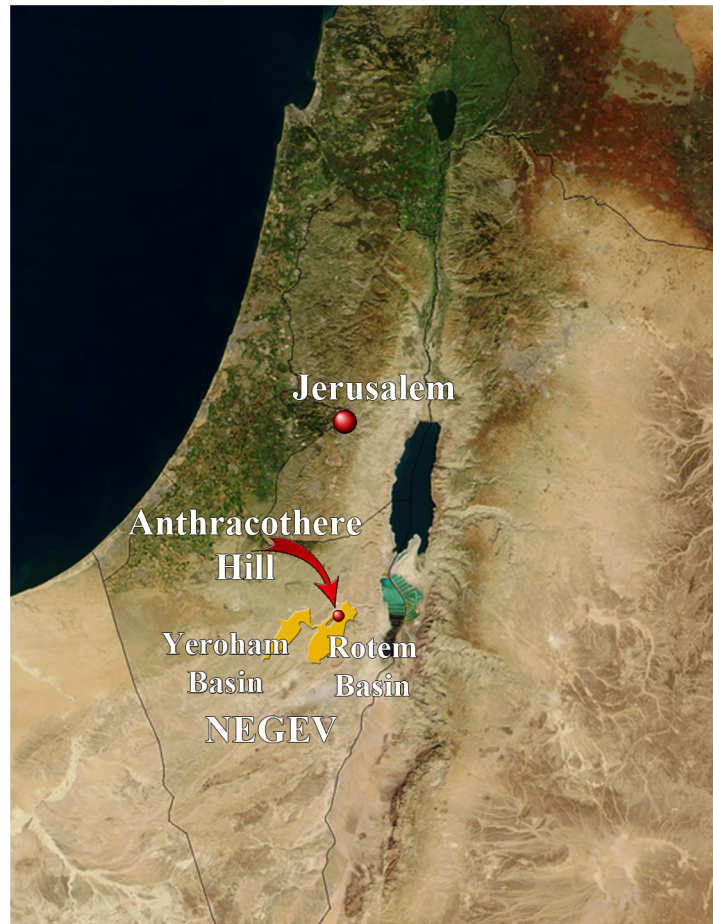 Jerusalem
Anthracothere
Hill
Yeroham
Basin
Rotem
Basin
NEGEV